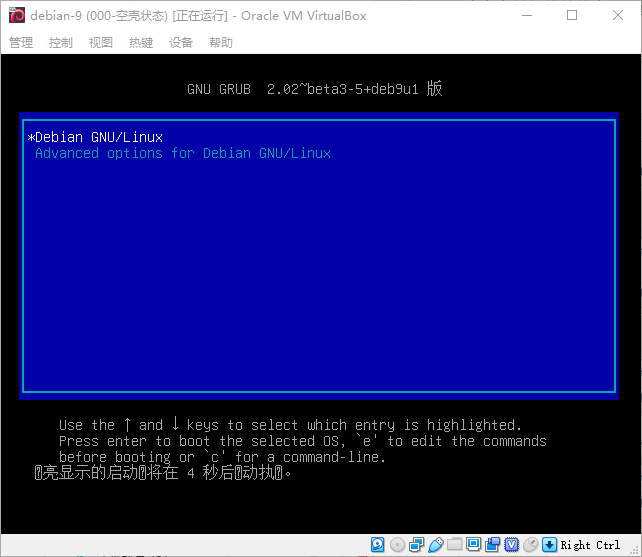 debian-9 (000-空壳状态) [正在运行] - Oracle VM VirtualBox
管理 控制 视图 热键 设备 帮助
GNU GRUB 2.02~beta3-5+deb9u1 版
*Debian GNU/Linux
Advanced options for Debian GNU/Linux
Use the ↑ and ↓ keys to select which entry is highlighted.
Press enter to boot the selected OS, `e' to edit the commands
before booting or `c' for a command-line.
亮显示的启动 将在 4 秒后 动执 。
Right Ctrl